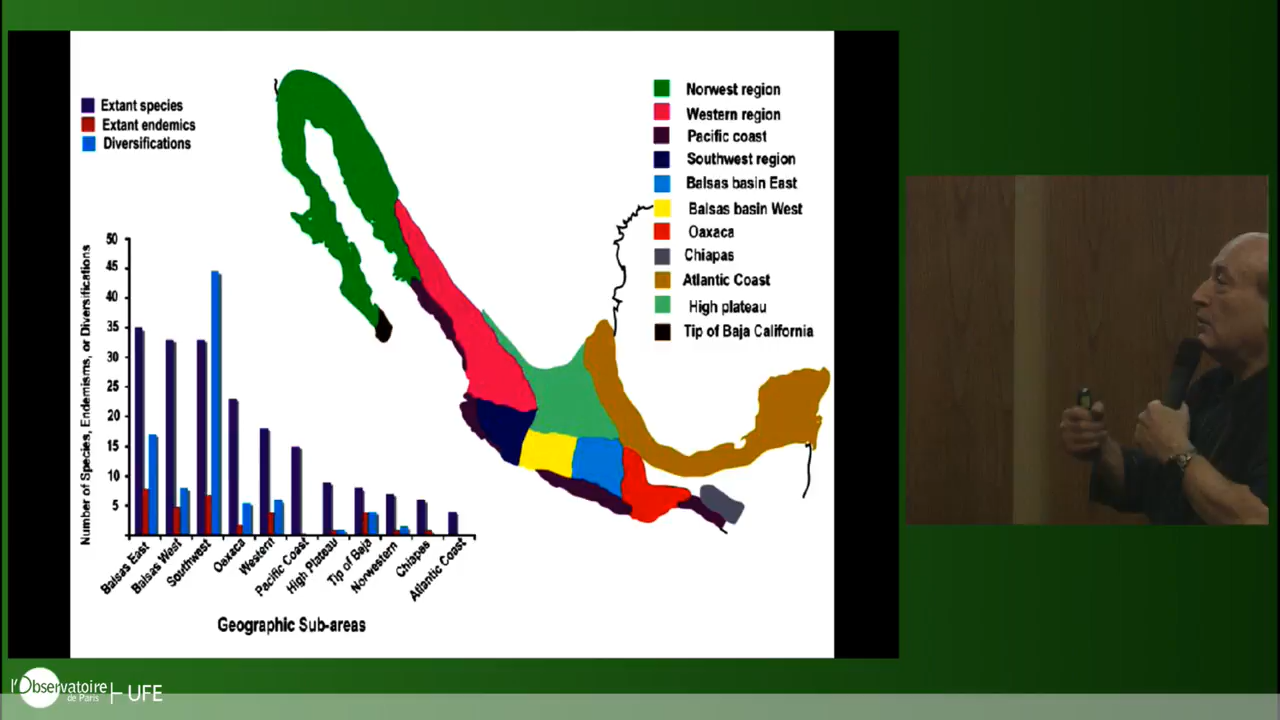 Extant species
Extant endemics
Diversifications
Norwest region
Western region
Pacific coast
Southwest region
Balsas basin East
Balsas basin West
Oaxaca
Chiapas
Atlantic Coast
High plateau
Tip of Baja California
Number of Species, Endemisms, or Diversifications
50
45
40
35
30
25
20
15
10
5
Balsas East
Balsas West
Southwest
Oaxaca
Western
Pacific Coast
High Plateau
Tip of Baja
Norwestern
Chiapas
Atlantic Coast
Geographic Sub-areas
l'Observatoire
de Paris
UFE